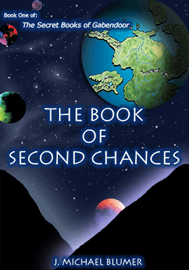 Book One of:
The Secret Books of Gabendoor
THE BOOK
OF
SECOND CHANCES
J. MICHAEL BLUMER